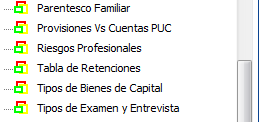 Parentesco Familiar
Provisiones Vs Cuentas PUC
Riesgos Profesionales
Tabla de Retenciones
Tipos de Bienes de Capital
Tipos de Examen y Entrevista